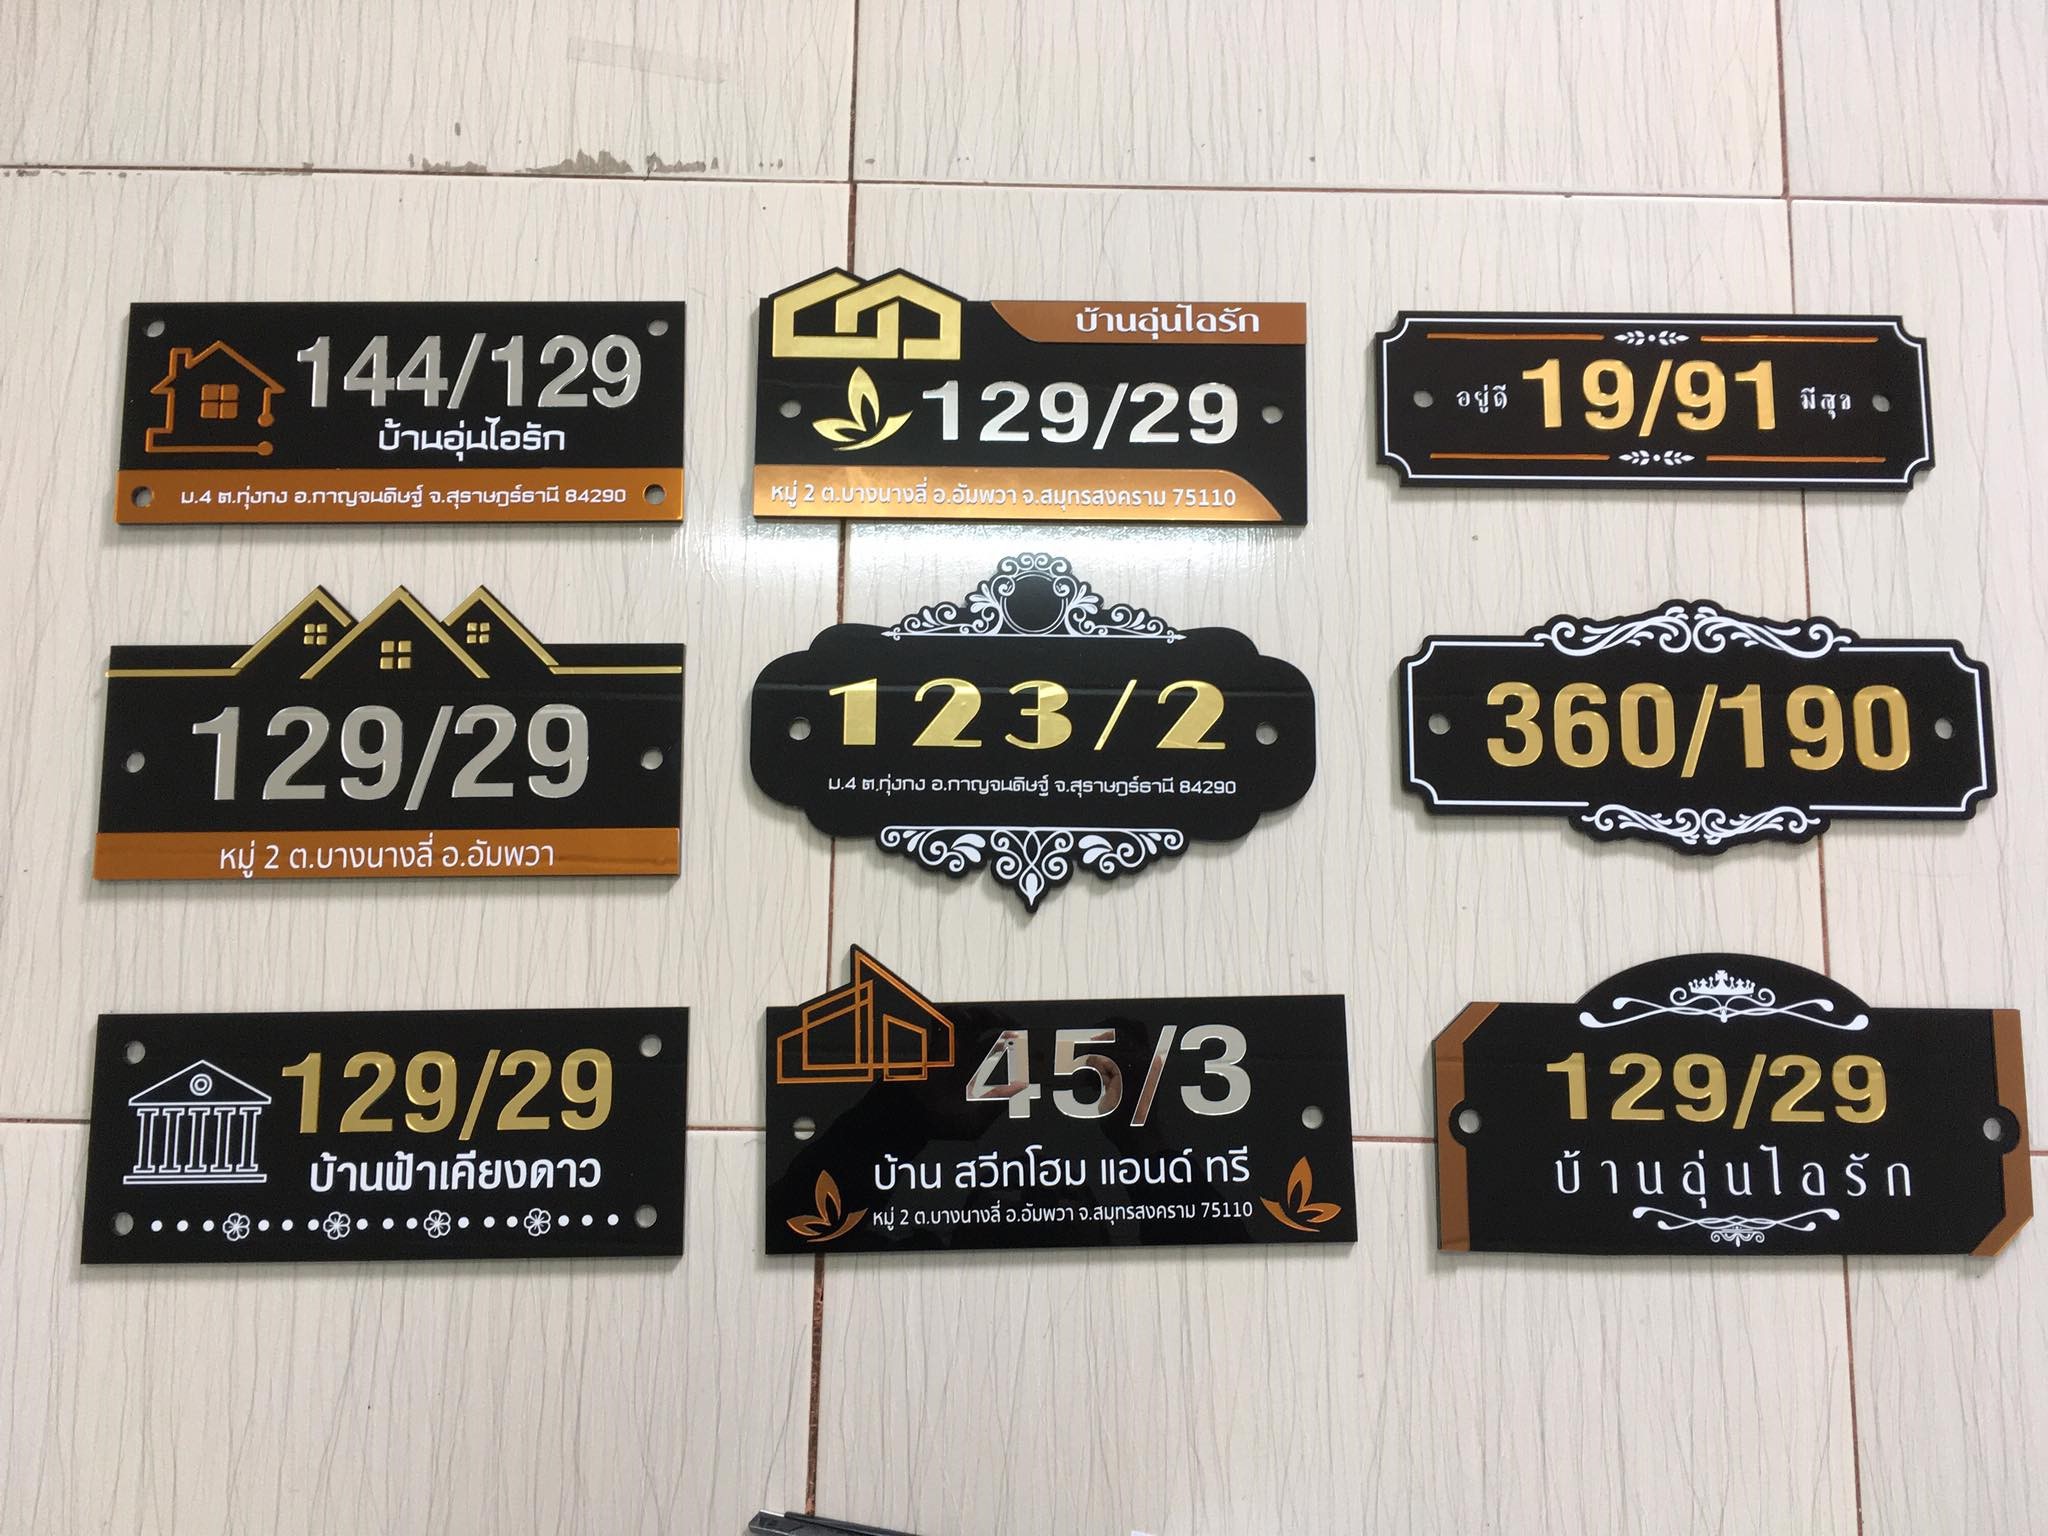 144/129
บ้านอุ่นไอรัก
ม.4 ต.ทุ่งกง อ.กาญจนดิษฐ์ จ.สุราษฎร์ธานี 84290
บ้านอุ่นไอรัก
129/29
หมู่ 2 ต.บางนางลี่ อ.อัมพวา จ.สมุทรสงคราม 75110
อยู่ดี 19/91 มีสุข
129/29
หมู่ 2 ต.บางนางลี่ อ.อัมพวา
123/2
ม.4 ต.ทุ่งกง อ.กาญจนดิษฐ์ จ.สุราษฎร์ธานี 84290
360/190
129/29
บ้านฟ้าเคียงดาว
45/3
บ้าน สวีทโฮม แอนด์ ทรี
หมู่ 2 ต.บางนางลี่ อ.อัมพวา จ.สมุทรสงคราม 75110
129/29
บ้านอุ่นไอรัก